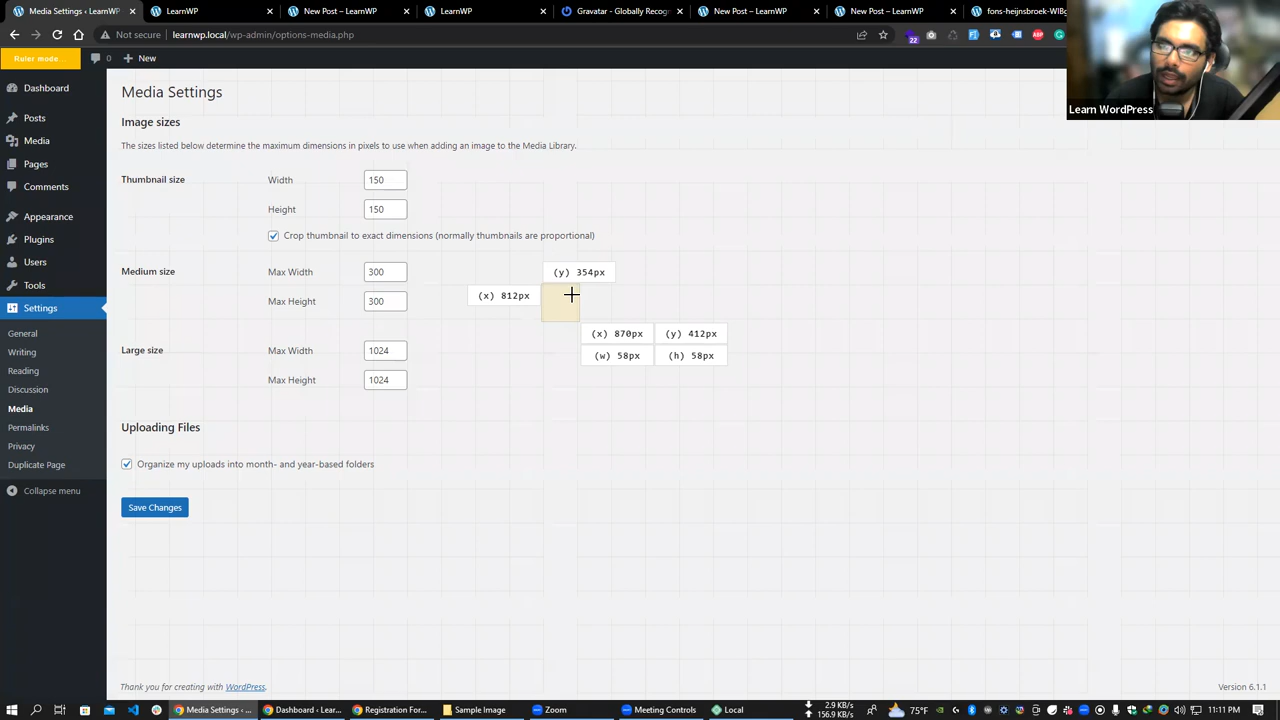 Media Settings ‹ LearnWP
LearnWP
New Post – LearnWP
LearnWP
Gravatar - Globally Recogn
New Post – LearnWP
New Post – LearnWP
fons-heijnsbroek-WlBg
Not secure
learnwp.local/wp-admin/options-media.php
22
Ruler mode...
0
New
Learn WordPress
Dashboard
Posts
Media
Pages
Comments
Appearance
Plugins
Users
Tools
Settings
General
Writing
Reading
Discussion
Media
Permalinks
Privacy
Duplicate Page
Collapse menu
Media Settings
Image sizes
The sizes listed below determine the maximum dimensions in pixels to use when adding an image to the Media Library.
Thumbnail size
Width
150
Height
150
Crop thumbnail to exact dimensions (normally thumbnails are proportional)
Medium size
Max Width
300
Max Height
300
(y) 354px
(x) 812px
(x) 870px
(y) 412px
(w) 58px
(h) 58px
Large size
Max Width
1024
Max Height
1024
Uploading Files
Organize my uploads into month- and year-based folders
Save Changes
Thank you for creating with WordPress.
Version 6.1.1
Media Settings ‹ ...
Dashboard ‹ Lear...
Registration For...
Sample Image
Zoom
Meeting Controls
Local
2.9 KB/s
156.9 KB/s
75°F
11:11 PM